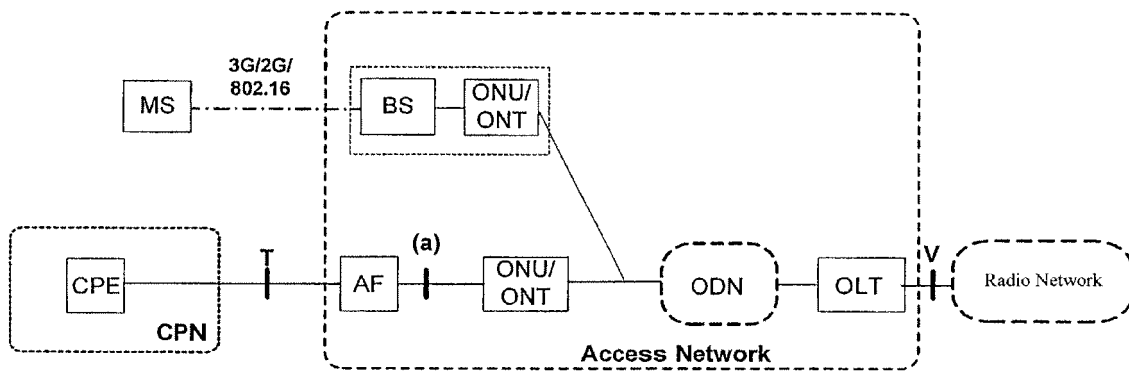 3G/2G/
802.16
MS
BS
ONU/
ONT
T
(a)
V
CPE
AF
ONU/
ONT
ODN
OLT
Radio Network
CPN
Access Network